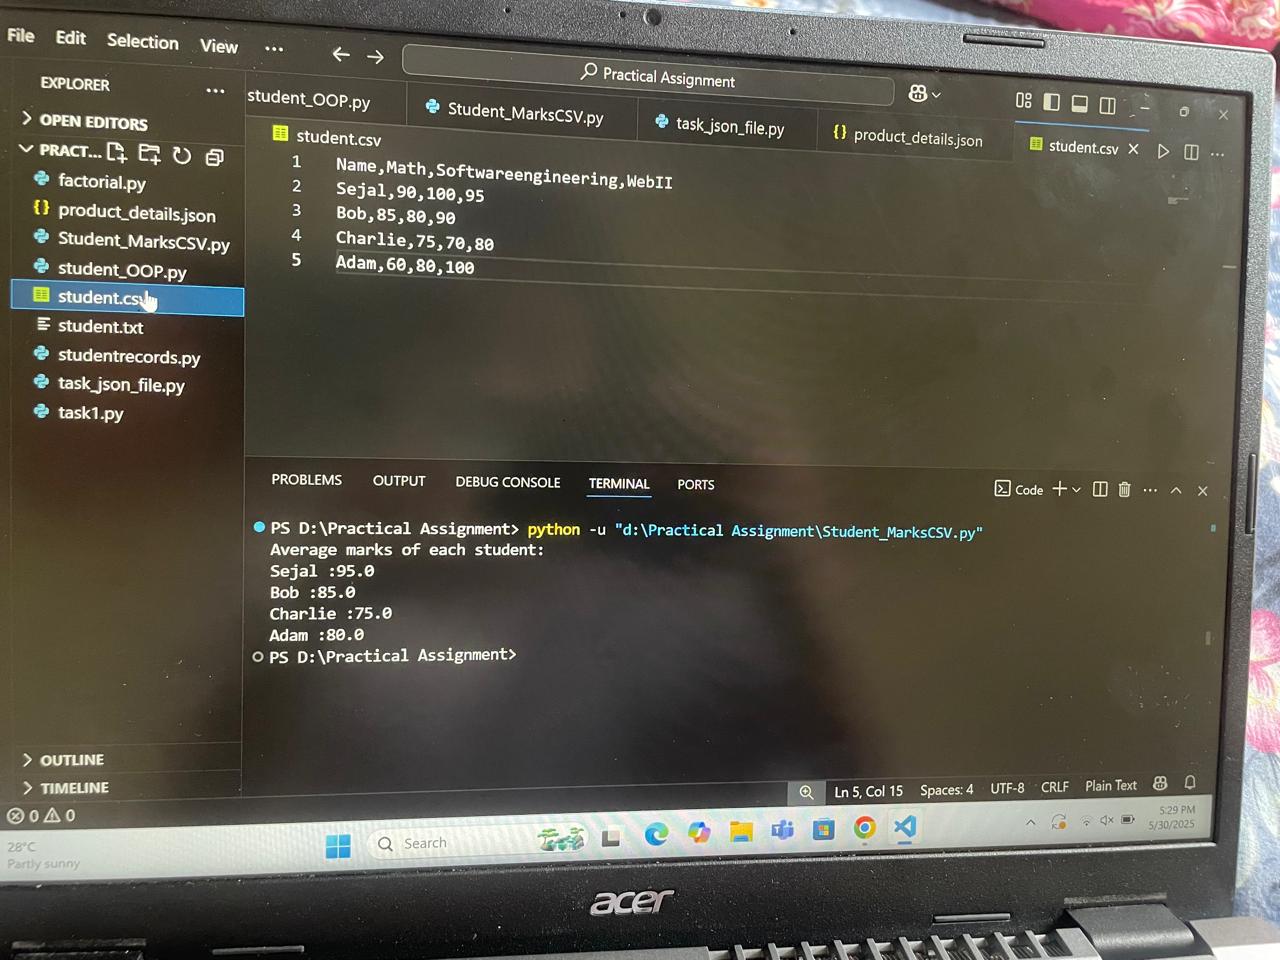 File Edit Selection View ...
Practical Assignment
EXPLORER ...
OPEN EDITORS
PRACT...
factorial.py
product_details.json
Student_MarksCSV.py
student_OOP.py
student.csv
student.txt
studentrecords.py
task_json_file.py
task1.py
OUTLINE
TIMELINE
student_OOP.py Student_MarksCSV.py task_json_file.py product_details.json student.csv
student.csv
1 Name,Math,Softwareengineering,WebII
2 Sejal,90,100,95
3 Bob,85,80,90
4 Charlie,75,70,80
5 Adam,60,80,100
PROBLEMS OUTPUT DEBUG CONSOLE TERMINAL PORTS
Code
PS D:\Practical Assignment> python -u "d:\Practical Assignment\Student_MarksCSV.py"
Average marks of each student:
Sejal :95.0
Bob :85.0
Charlie :75.0
Adam :80.0
PS D:\Practical Assignment>
0 0 Ln 5, Col 15 Spaces: 4 UTF-8 CRLF Plain Text
28°C
Partly sunny
Search
5:29 PM
5/30/2025
acer